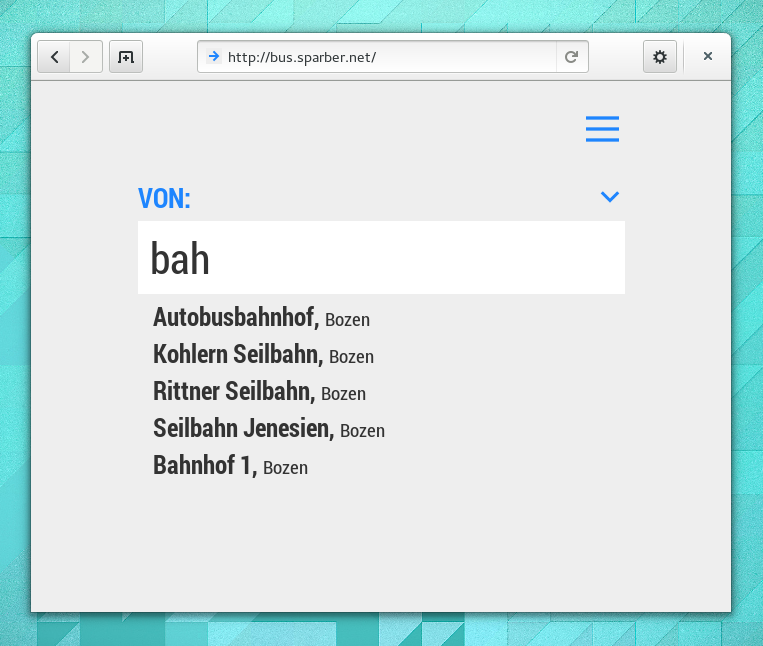 http://bus.sparber.net/
VON:
bah
Autobusbahnhof, Bozen
Kohlern Seilbahn, Bozen
Rittner Seilbahn, Bozen
Seilbahn Jenesien, Bozen
Bahnhof 1, Bozen